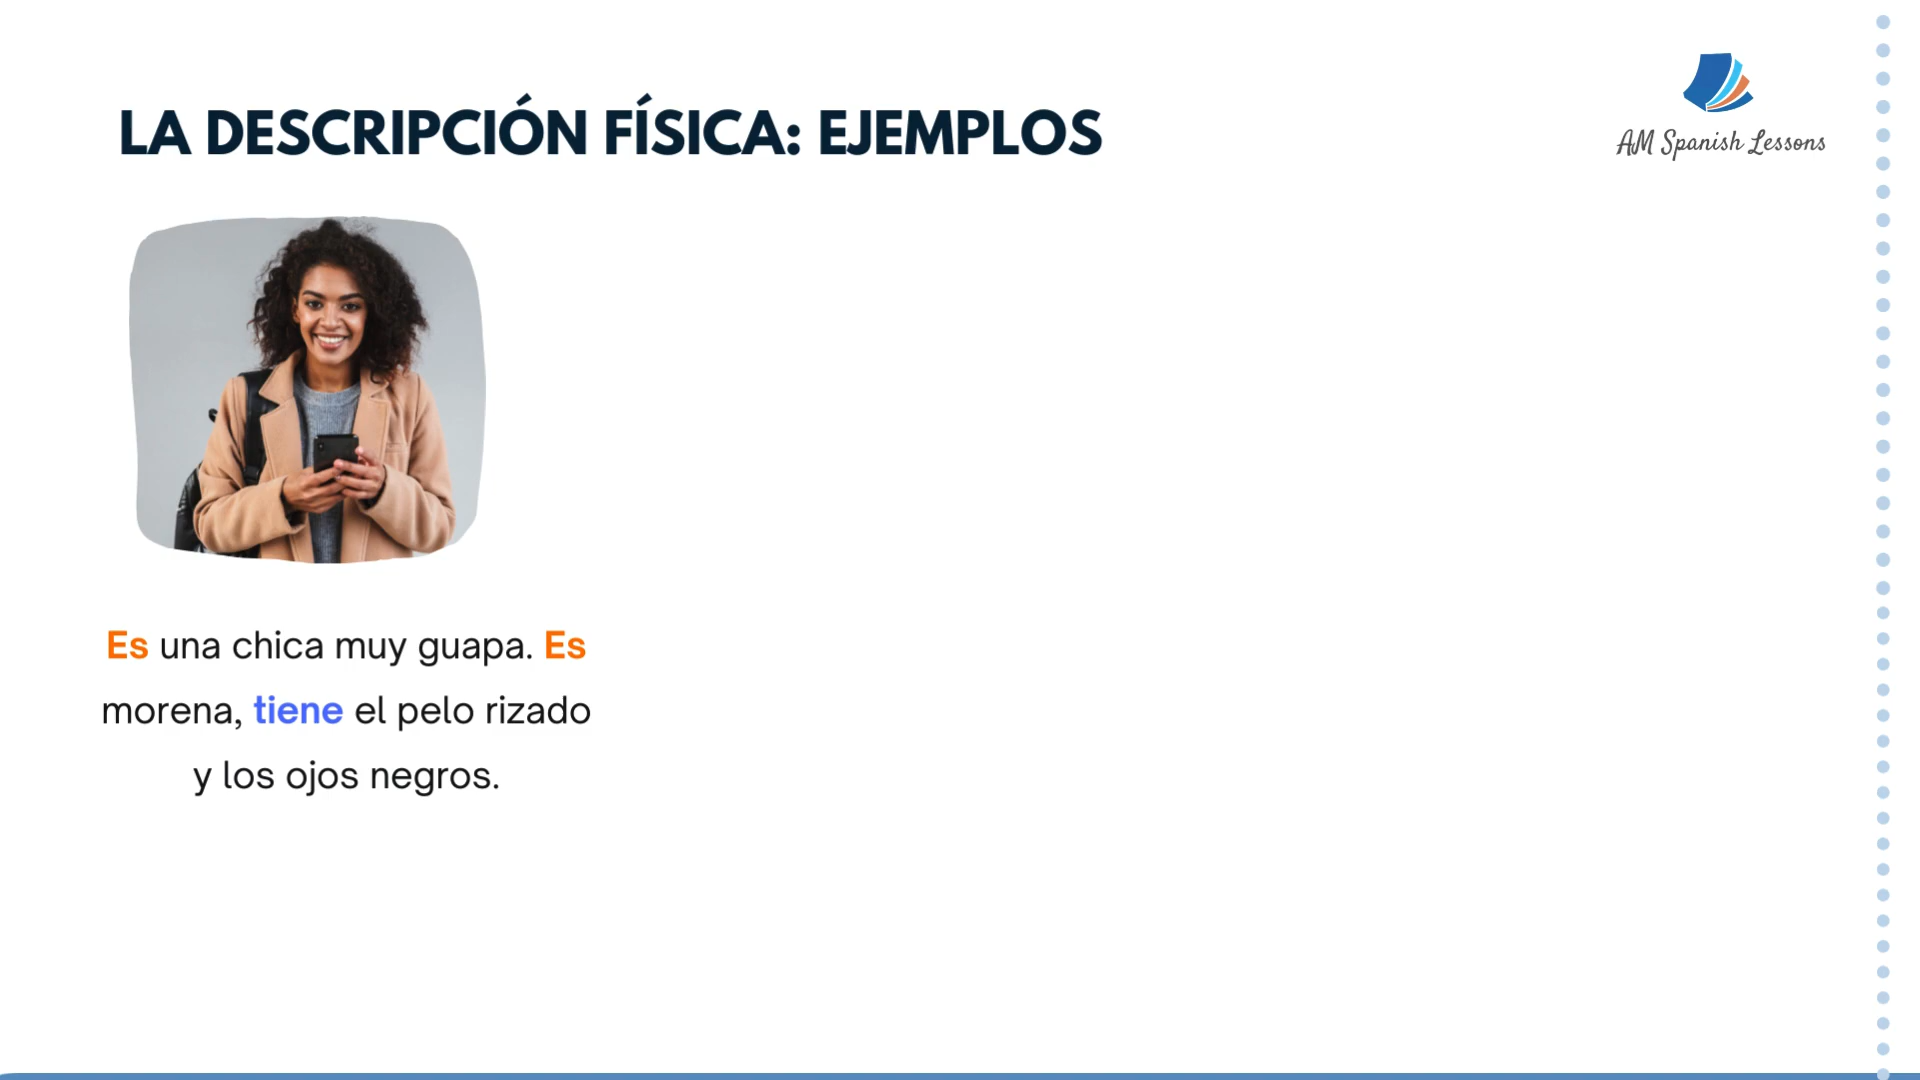 LA DESCRIPCIÓN FÍSICA: EJEMPLOS
AM Spanish Lessons
Es una chica muy guapa. Es
morena, tiene el pelo rizado
y los ojos negros.